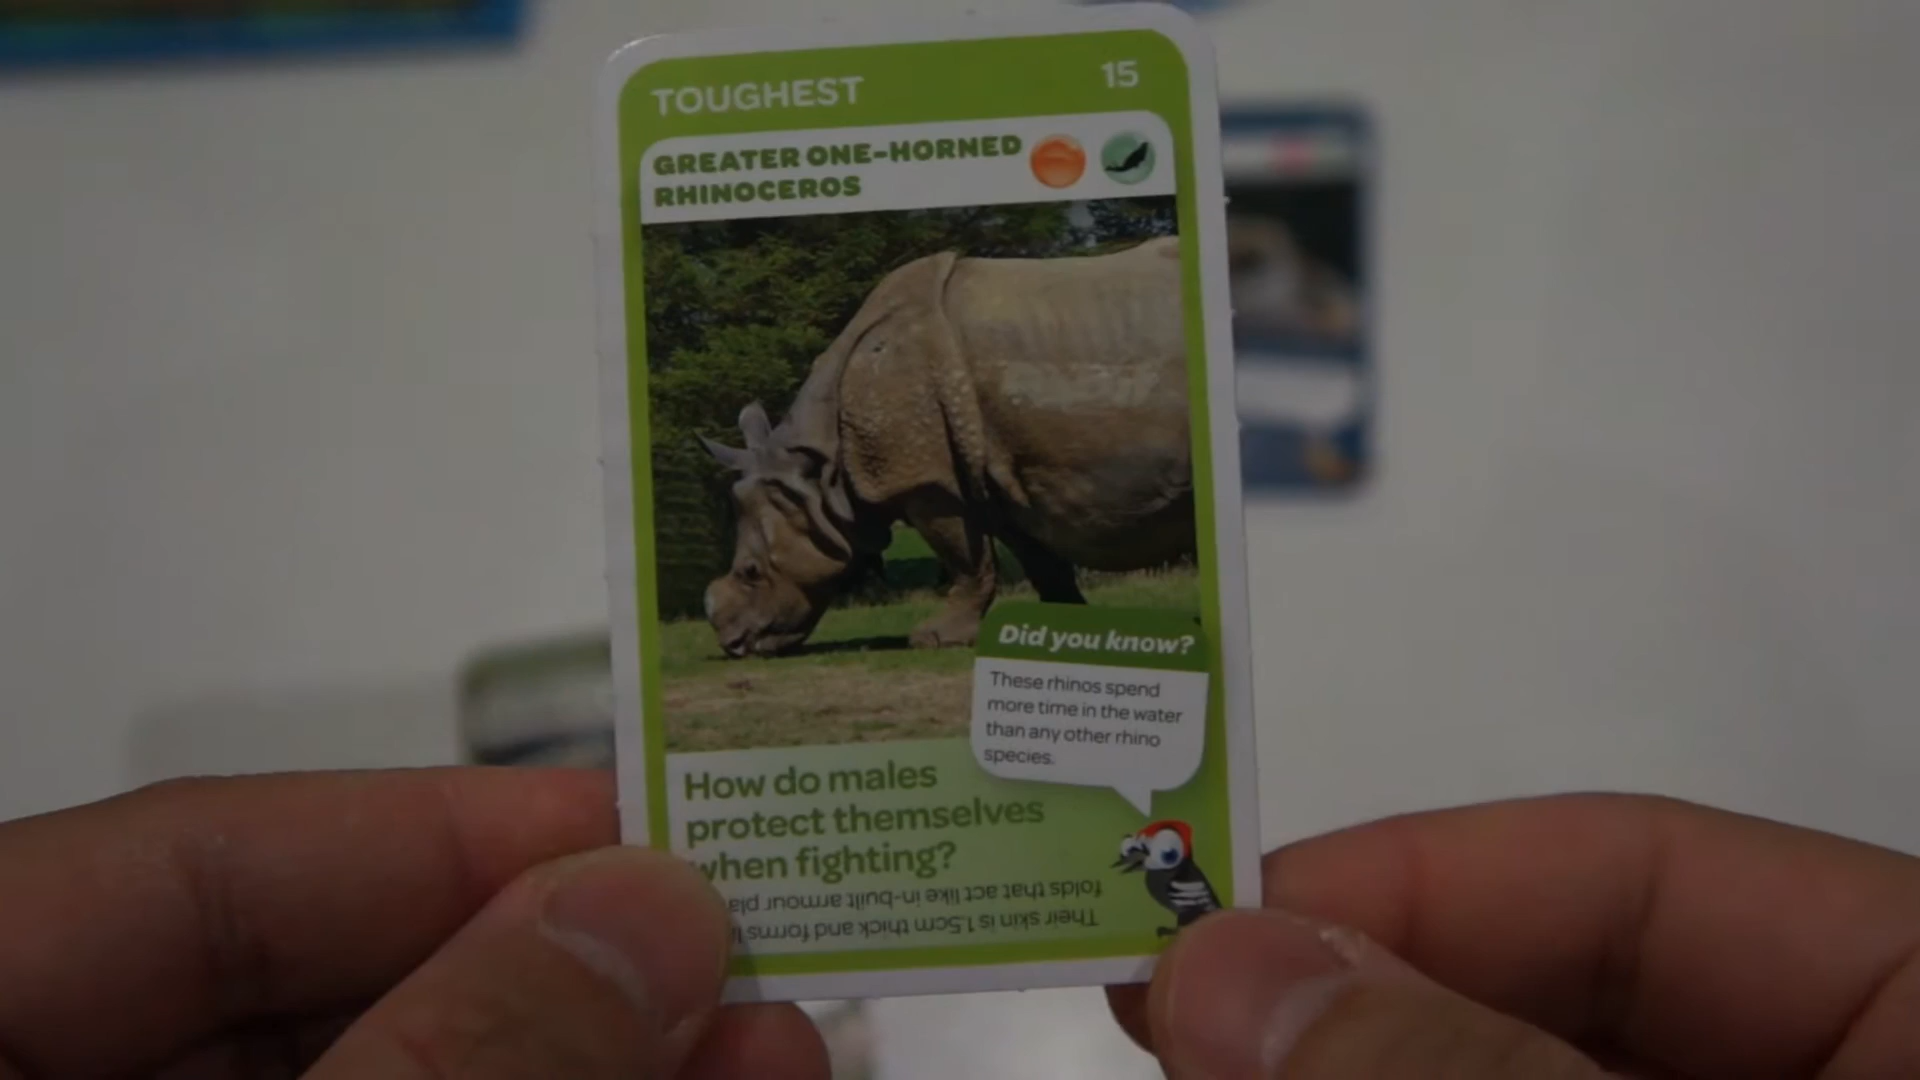 TOUGHEST 15
GREATER ONE-HORNED
RHINOCEROS
Did you know?
These rhinos spend
more time in the water
than any other rhino
species.
How do males
protect themselves
when fighting?
Their skin is 1.5cm thick and forms
folds that act like in-built armour